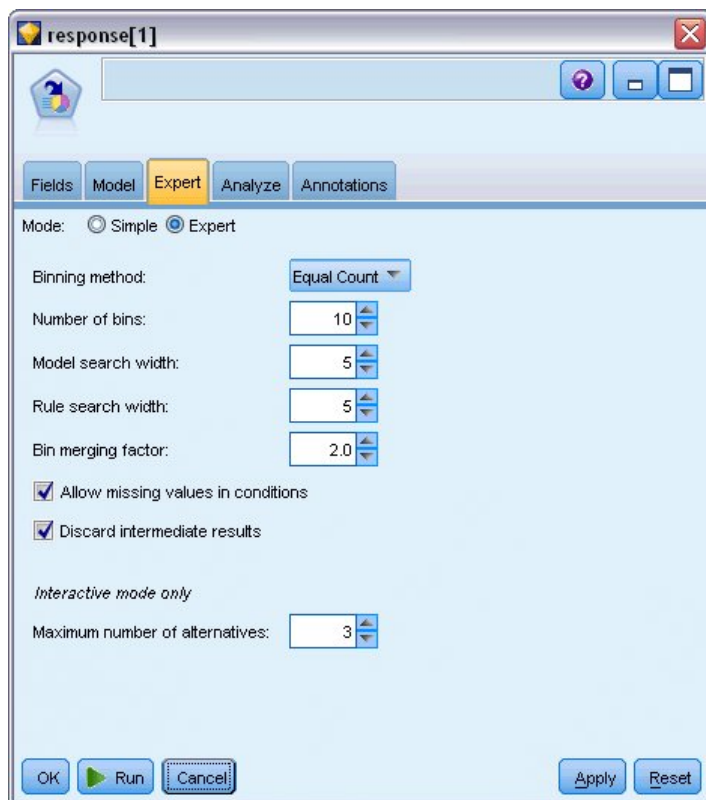 response[1]
Fields Model Expert Analyze Annotations
Mode: Simple Expert
Binning method: Equal Count
Number of bins: 10
Model search width: 5
Rule search width: 5
Bin merging factor: 2.0
Allow missing values in conditions
Discard intermediate results
Interactive mode only
Maximum number of alternatives: 3
OK Run Cancel Apply Reset